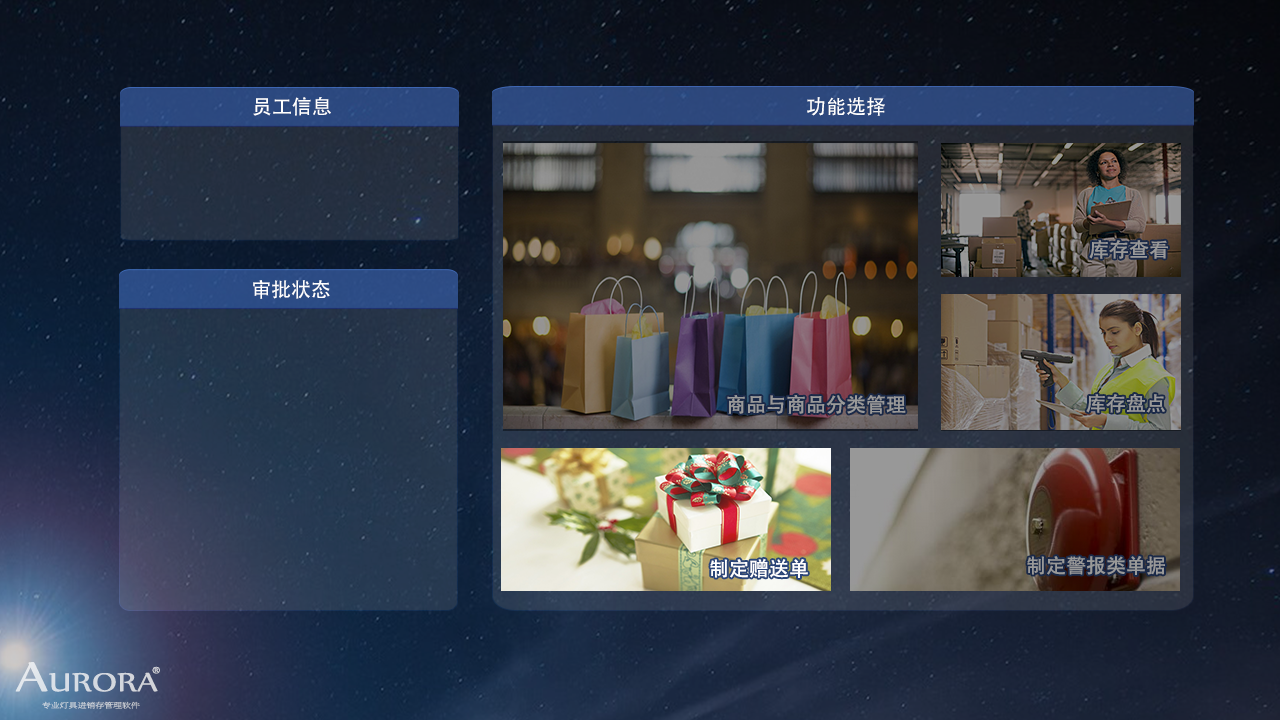 员工信息
审批状态
功能选择
商品与商品分类管理
库存查看
库存盘点
制定赠送单
制定警报类单据
AURORA®
专业灯具进销存管理软件